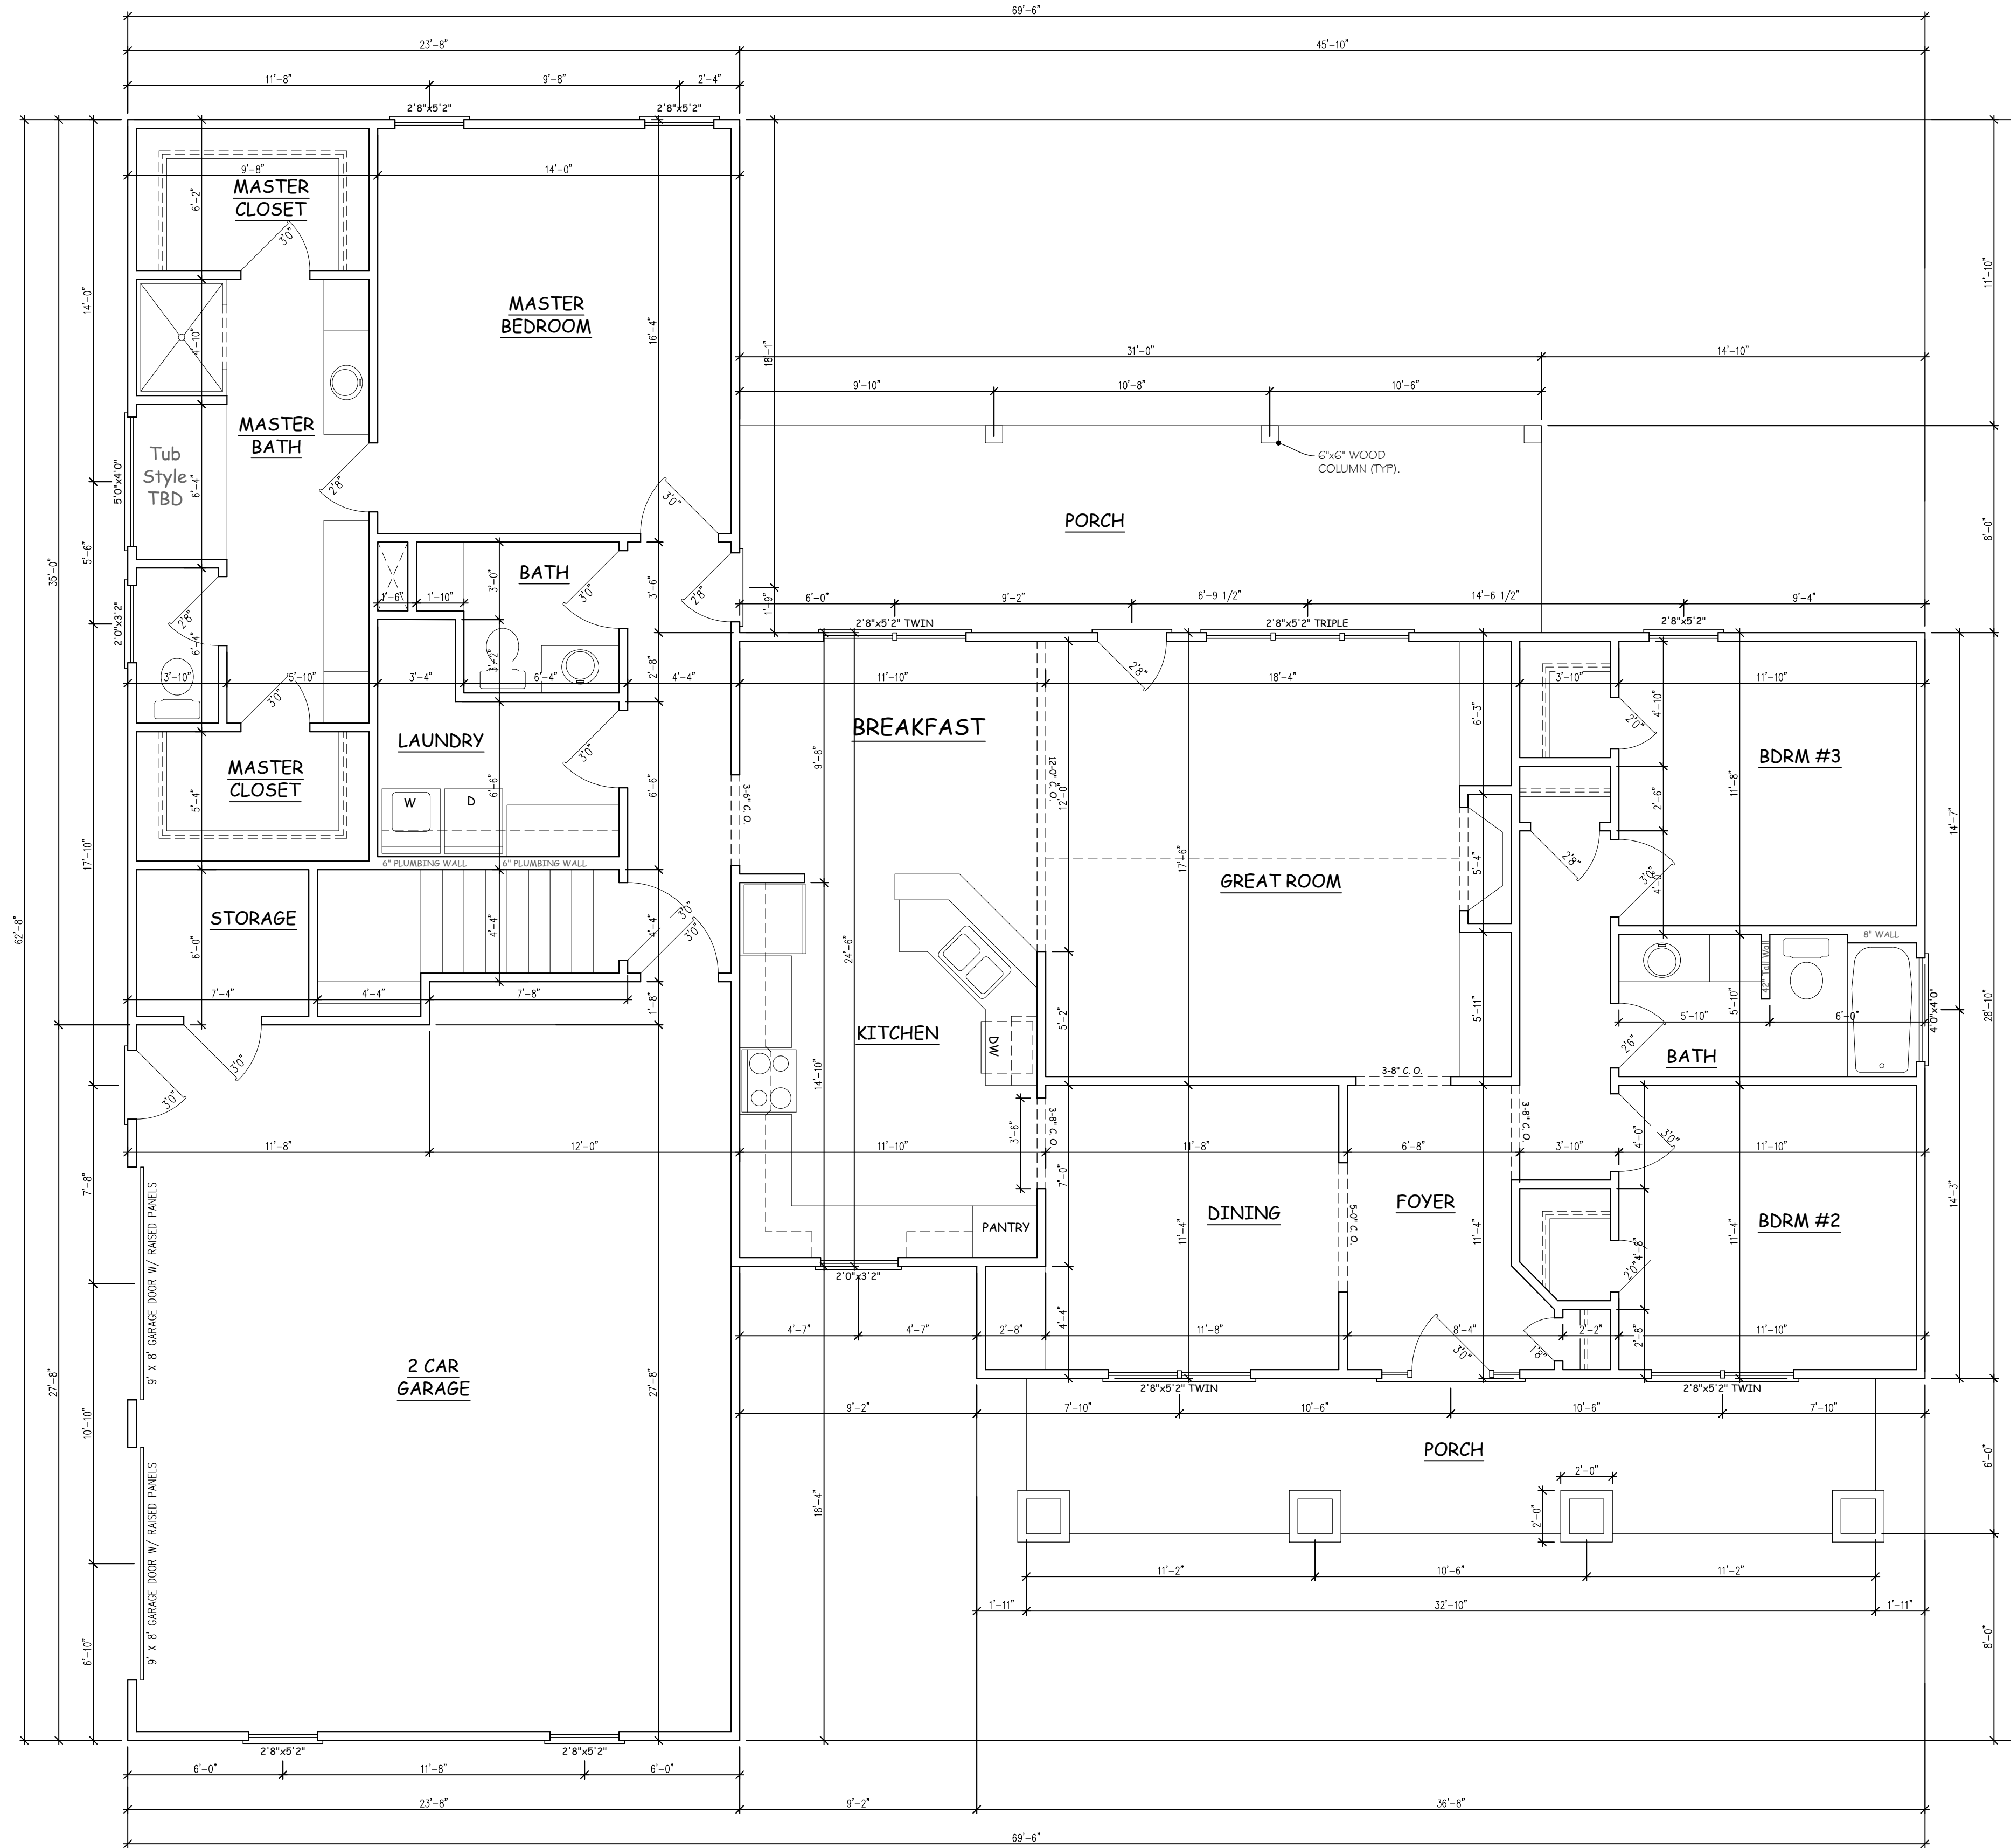 69'-6"
23'-8" 45'-10"
11'-8" 9'-8" 2'-4"
2'8"x5'2" 2'8"x5'2"
9'-8" 14'-0"
MASTER
CLOSET
6'-2"
3'0"
14'-0"
MASTER
BEDROOM
16'-4"
18'-1"
11'-10"
4'-10"
31'-0" 14'-10"
9'-10" 10'-8" 10'-6"
6"x6" WOOD
COLUMN (TYP).
MASTER
BATH
Tub
Style
TBD
5'0"x4'0"
6'-4"
2'8"
3'0"
PORCH
8'-0"
5'-6"
35'-0"
BATH
3'-0"
3'0"
3'-6"
2'8"
1'-9"
1'-6" 1'-10"
6'-0" 9'-2" 6'-9 1/2" 14'-6 1/2" 9'-4"
2'8"x5'2" TWIN 2'8"x5'2" TRIPLE 2'8"x5'2"
2'0"x3'2"
2'8"
6'-4"
3'-2"
2'-8"
2'8"
3'-10" 5'-10" 3'-4" 6'-4" 4'-4" 11'-10" 18'-4" 3'-10" 11'-10"
3'0"
6'-3"
4'-10"
2'0"
BREAKFAST
LAUNDRY
3'0"
BDRM #3
MASTER
CLOSET
5'-4"
W D
6'-6"
6'-6"
3-6" C. O.
9'-8"
12-0" C. O.
12'-0"
2'-6"
11'-8"
14'-7"
17'-10"
6" PLUMBING WALL 6" PLUMBING WALL
17'-6"
5'-4"
2'8"
3'0"
4'-0"
GREAT ROOM
STORAGE
6'-0"
4'-4"
4'-4"
3'0"
3'0"
24'-6"
62'-8"
8" WALL
42" Tall Wall
7'-4" 4'-4" 7'-8"
1'-8"
5'-11"
5'-10"
5'-10" 6'-0"
4'0"x4'0"
28'-10"
KITCHEN
DW
5'-2"
2'6"
BATH
3'0"
3'0"
14'-10"
3-8" C. O.
3'-6"
3-8" C. O.
3-8" C. O.
4'-0"
3'0"
11'-8" 12'-0" 11'-10" 11'-8" 6'-8" 3'-10" 11'-10"
7'-8"
7'-0"
9' X 8' GARAGE DOOR W/ RAISED PANELS
DINING
FOYER
BDRM #2
PANTRY
11'-4"
5-0" C. O.
11'-4"
4'-8"
11'-4"
14'-3"
2'0"
2'0"x3'2"
4'-7" 4'-7" 2'-8" 11'-8" 8'-4" 2'-2" 11'-10"
4'-4"
3'0"
1'8"
2'-8"
2 CAR
GARAGE
27'-8"
27'-8"
2'8"x5'2" TWIN 2'8"x5'2" TWIN
9'-2" 7'-10" 10'-6" 10'-6" 7'-10"
10'-10"
PORCH
6'-0"
9' X 8' GARAGE DOOR W/ RAISED PANELS
18'-4"
2'-0"
2'-0"
11'-2" 10'-6" 11'-2"
1'-11" 32'-10" 1'-11"
6'-10"
8'-0"
2'8"x5'2" 2'8"x5'2"
6'-0" 11'-8" 6'-0"
23'-8" 9'-2" 36'-8"
69'-6"